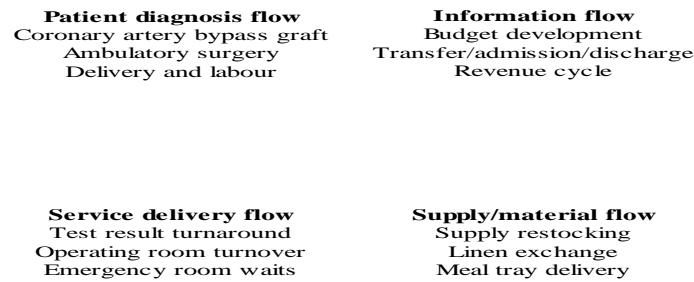 Patient diagnosis flow
Coronary artery bypass graft
Ambulatory surgery
Delivery and labour
Information flow
Budget development
Transfer/admission/discharge
Revenue cycle
Service delivery flow
Test result turnaround
Operating room turnover
Emergency room waits
Supply/material flow
Supply restocking
Linen exchange
Meal tray delivery